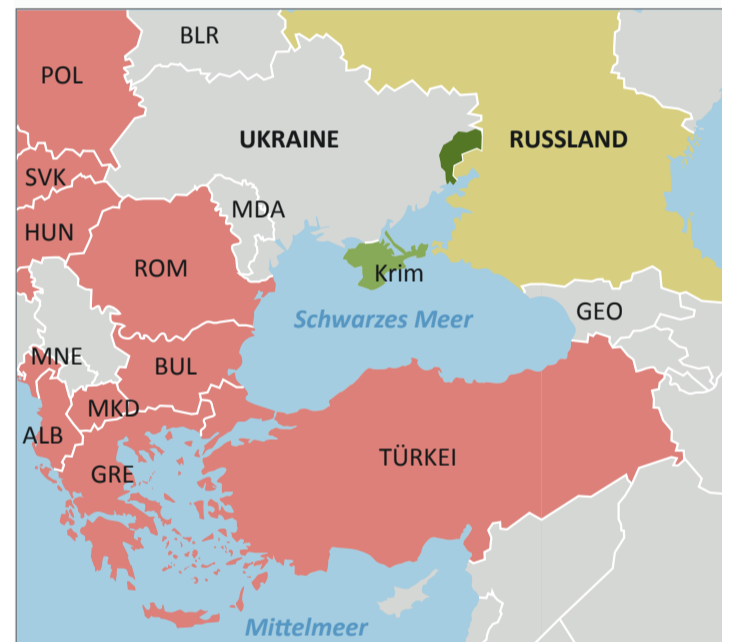 BLR
POL
UKRAINE
RUSSLAND
SVK
MDA
HUN
ROM
Krim
GEO
Schwarzes Meer
MNE
BUL
MKD
ALB
TÜRKEI
GRE
Mittelmeer